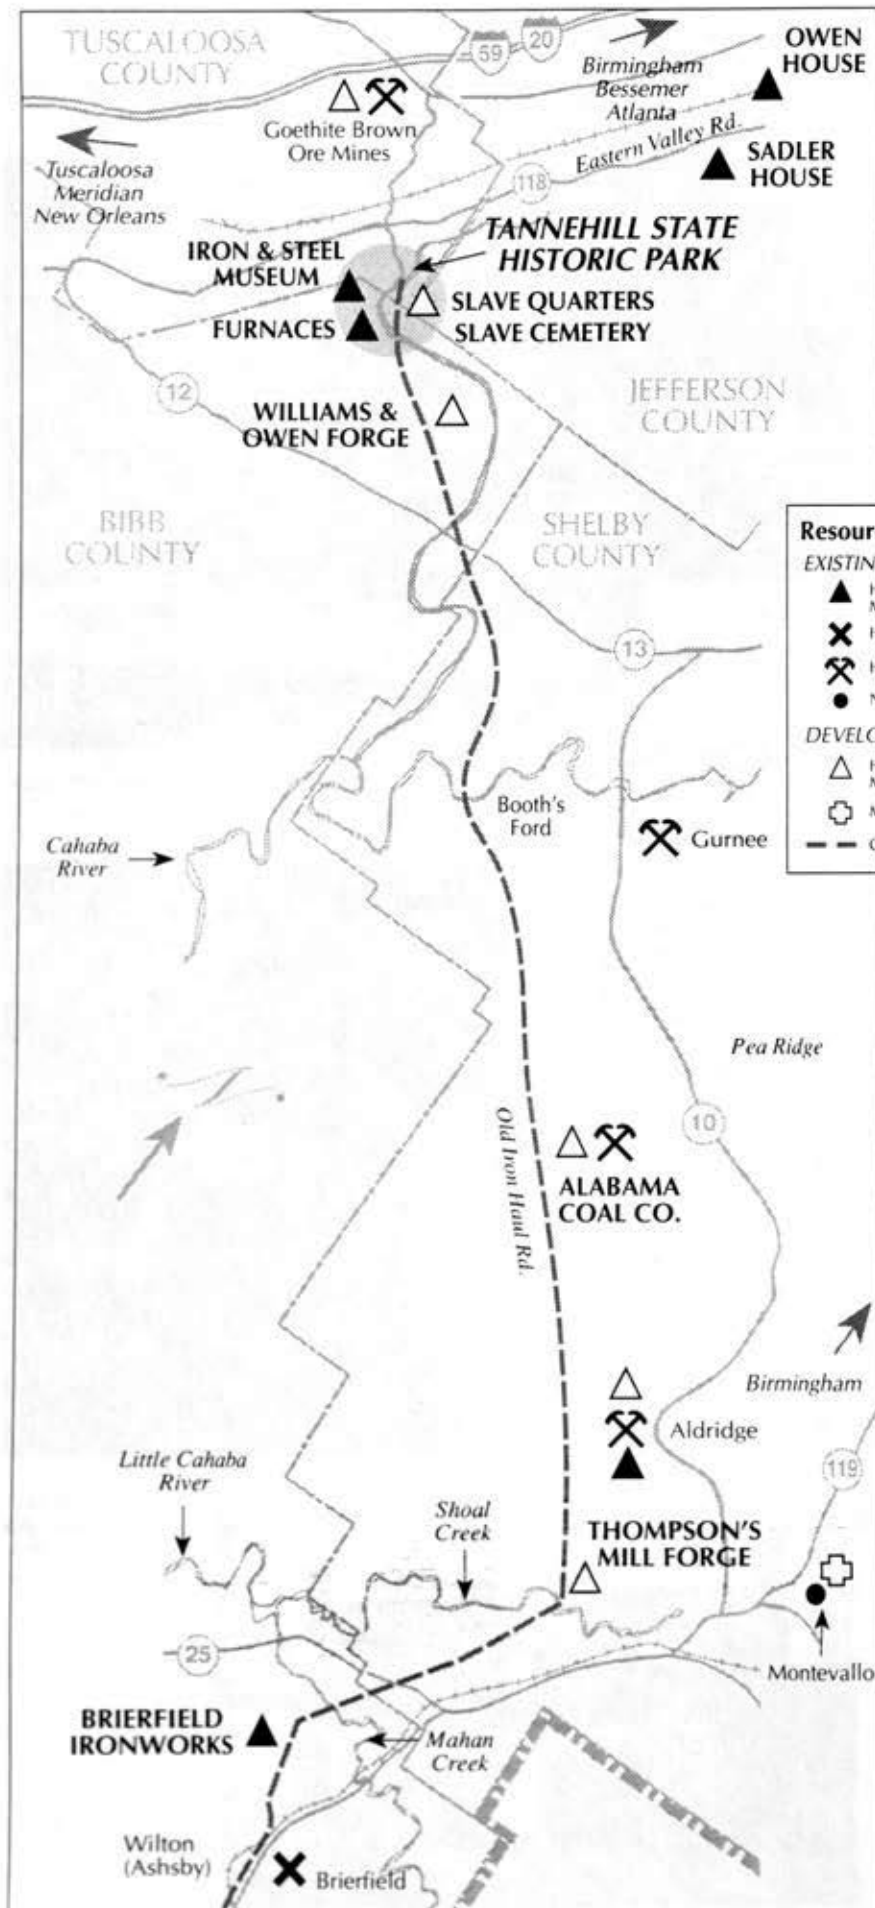 TUSCALOOSA
COUNTY
59
20
Birmingham
Bessemer
Atlanta
OWEN
HOUSE
Goethite Brown
Ore Mines
Eastern Valley Rd.
Tuscaloosa
Meridian
New Orleans
118
SADLER
HOUSE
TANNEHILL STATE
HISTORIC PARK
IRON & STEEL
MUSEUM
FURNACES
SLAVE QUARTERS
SLAVE CEMETERY
12
WILLIAMS &
OWEN FORGE
JEFFERSON
COUNTY
BIBB
COUNTY
SHELBY
COUNTY
Resour
EXISTIN
H
M
H
H
N
DEVELO
H
M
M
C
13
Booth's
Ford
Gurnee
Cahaba
River
Pea Ridge
10
Old Iron Haul Rd.
ALABAMA
COAL CO.
Birmingham
Aldridge
119
Little Cahaba
River
Shoal
Creek
THOMPSON'S
MILL FORGE
25
Montevallo
BRIERFIELD
IRONWORKS
Mahan
Creek
Wilton
(Ashsby)
Brierfield